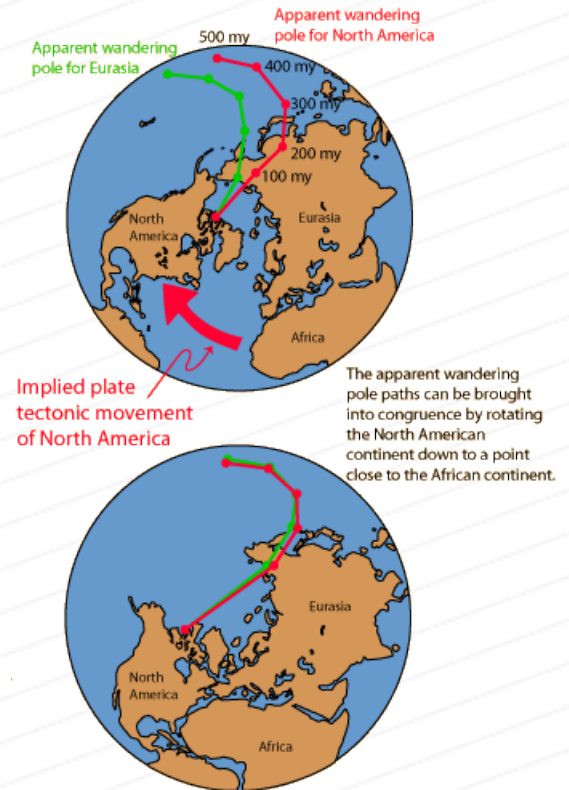 Apparent wandering
pole for North America
500 my
Apparent wandering
pole for Eurasia
400 my
300 my
200 my
100 my
North
America
Eurasia
Africa
Implied plate
tectonic movement
of North America
The apparent wandering
pole paths can be brought
into congruence by rotating
the North American
continent down to a point
close to the African continent.
Eurasia
North
America
Africa